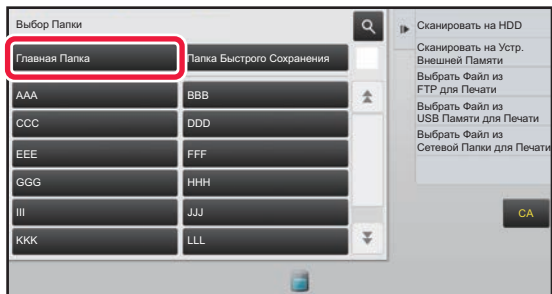 Выбор Папки
Главная Папка
Папка Быстрого Сохранения
AAA
BBB
CCC
DDD
EEE
FFF
GGG
HHH
III
JJJ
KKK
LLL
Сканировать на HDD
Сканировать на Устр.
Внешней Памяти
Выбрать Файл из
FTP для Печати
Выбрать Файл из
USB Памяти для Печати
Выбрать Файл из
Сетевой Папки для Печати
CA